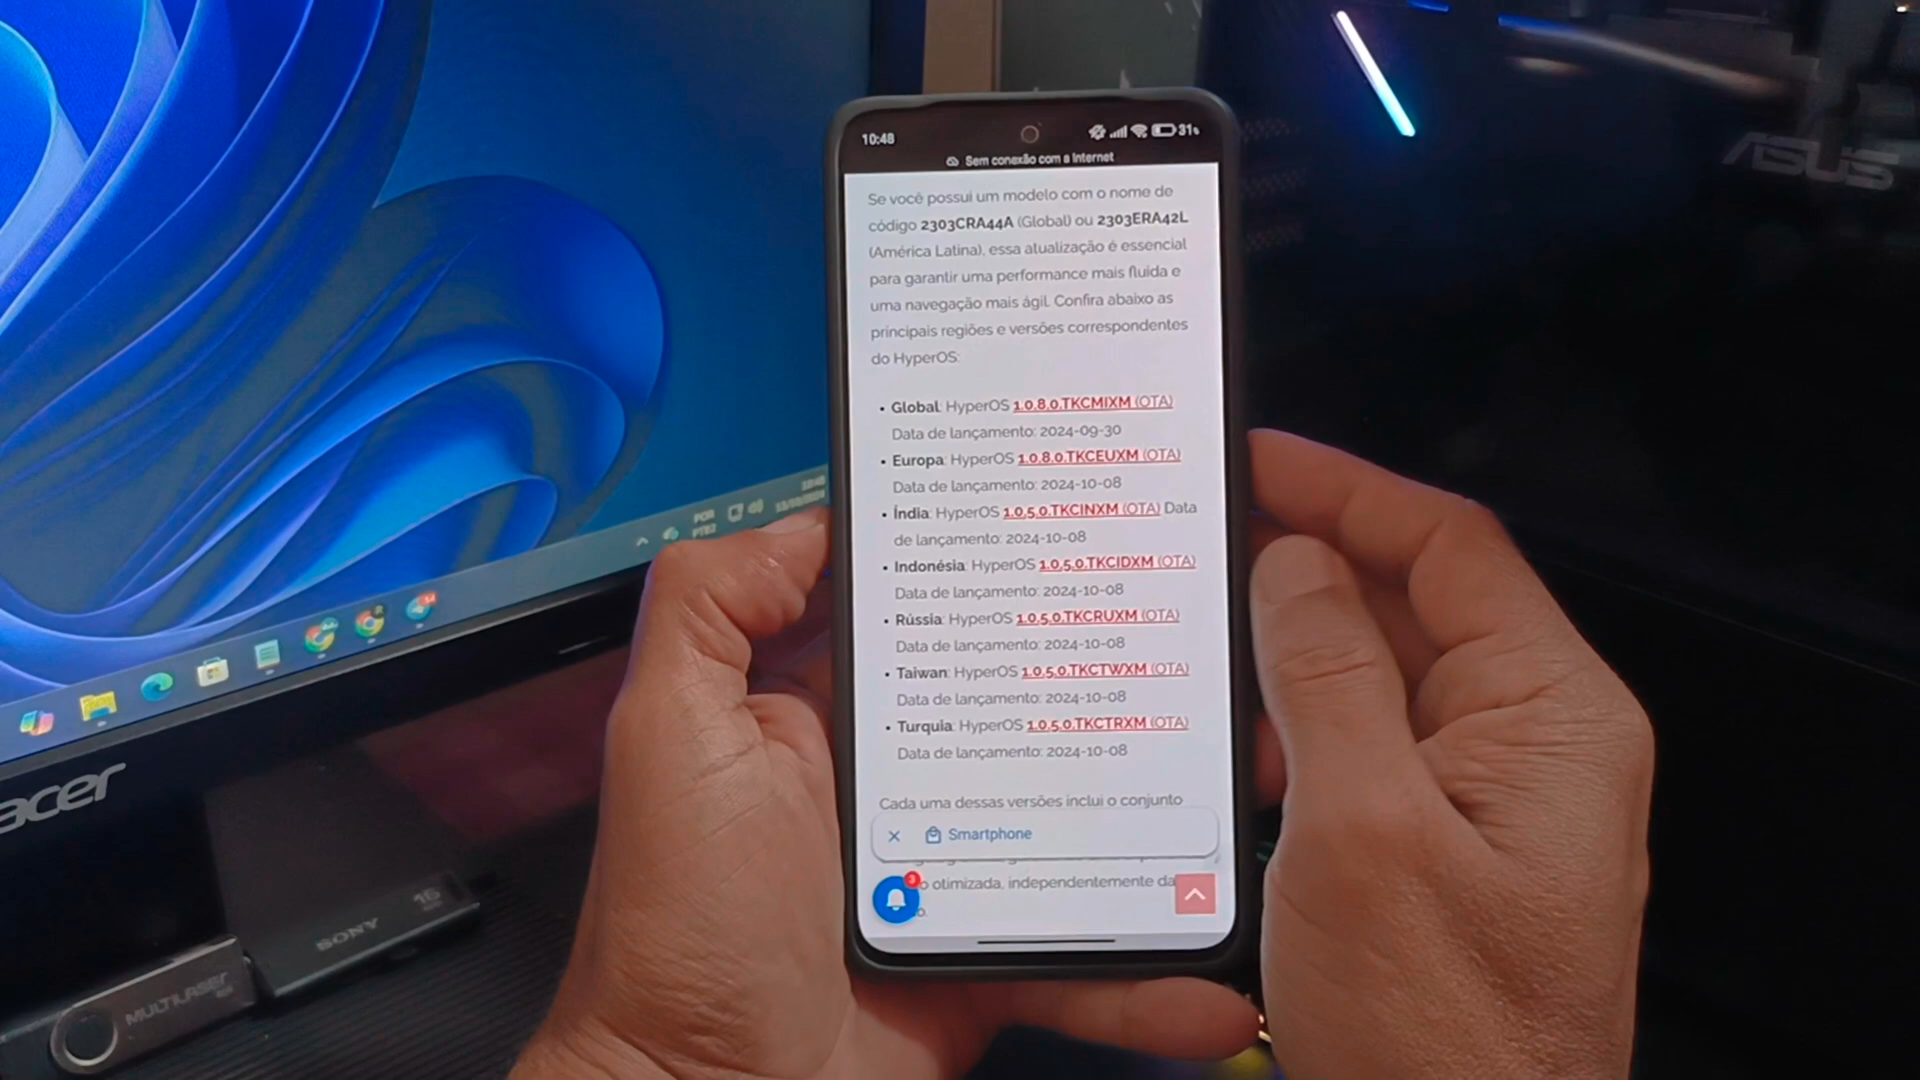 10:48
31%
Sem conexão com a Internet
Se você possui um modelo com o nome de
código 2303CRA44A (Global) ou 2303ERA42L
(América Latina), essa atualização é essencial
para garantir uma performance mais fluida e
uma navegação mais ágil. Confira abaixo as
principais regiões e versões correspondentes
do HyperOS:
• Global: HyperOS 1.0.8.0.TKCMIXM (OTA)
Data de lançamento: 2024-09-30
• Europa: HyperOS 1.0.8.0.TKCEUXM (OTA)
Data de lançamento: 2024-10-08
• Índia: HyperOS 1.0.5.0.TKCINXM (OTA) Data
de lançamento: 2024-10-08
• Indonésia: HyperOS 1.0.5.0.TKCIDXM (OTA)
Data de lançamento: 2024-10-08
• Rússia: HyperOS 1.0.5.0.TKCRUXM (OTA)
Data de lançamento: 2024-10-08
• Taiwan: HyperOS 1.0.5.0.TKCTWXM (OTA)
Data de lançamento: 2024-10-08
• Turquia: HyperOS 1.0.5.0.TKCTRXM (OTA)
Data de lançamento: 2024-10-08
Cada uma dessas versões inclui o conjunto
Smartphone
3
otimizada, independentemente da
ASUS
POR
PTB2
10:48
acer
SONY
16
MULTILASER